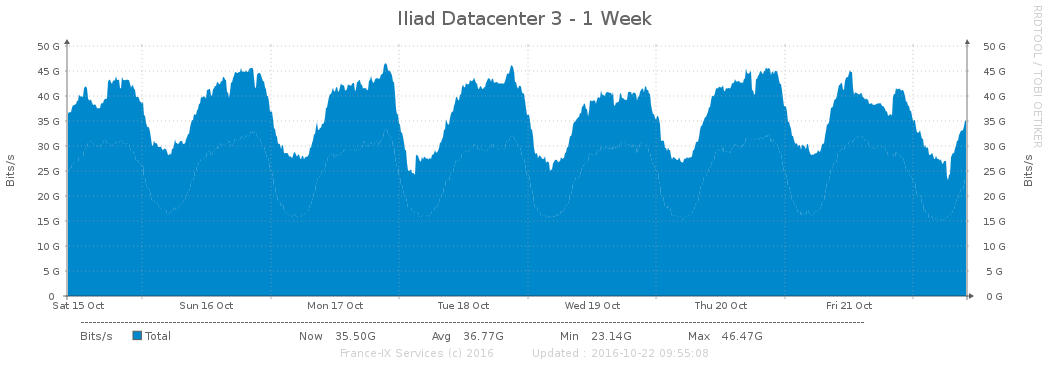 Iliad Datacenter 3 - 1 Week
RRDTOOL / TOBI OETIKER
Bits/s
50 G 50 G
45 G 45 G
40 G 40 G
35 G 35 G
30 G 30 G
25 G 25 G
20 G 20 G
15 G 15 G
10 G 10 G
5 G 5 G
0 0 G
Bits/s
Sat 15 Oct Sun 16 Oct Mon 17 Oct Tue 18 Oct Wed 19 Oct Thu 20 Oct Fri 21 Oct
Bits/s Total Now 35.50G Avg 36.77G Min 23.14G Max 46.47G
France-IX Services (c) 2016 Updated : 2016-10-22 09:55:08